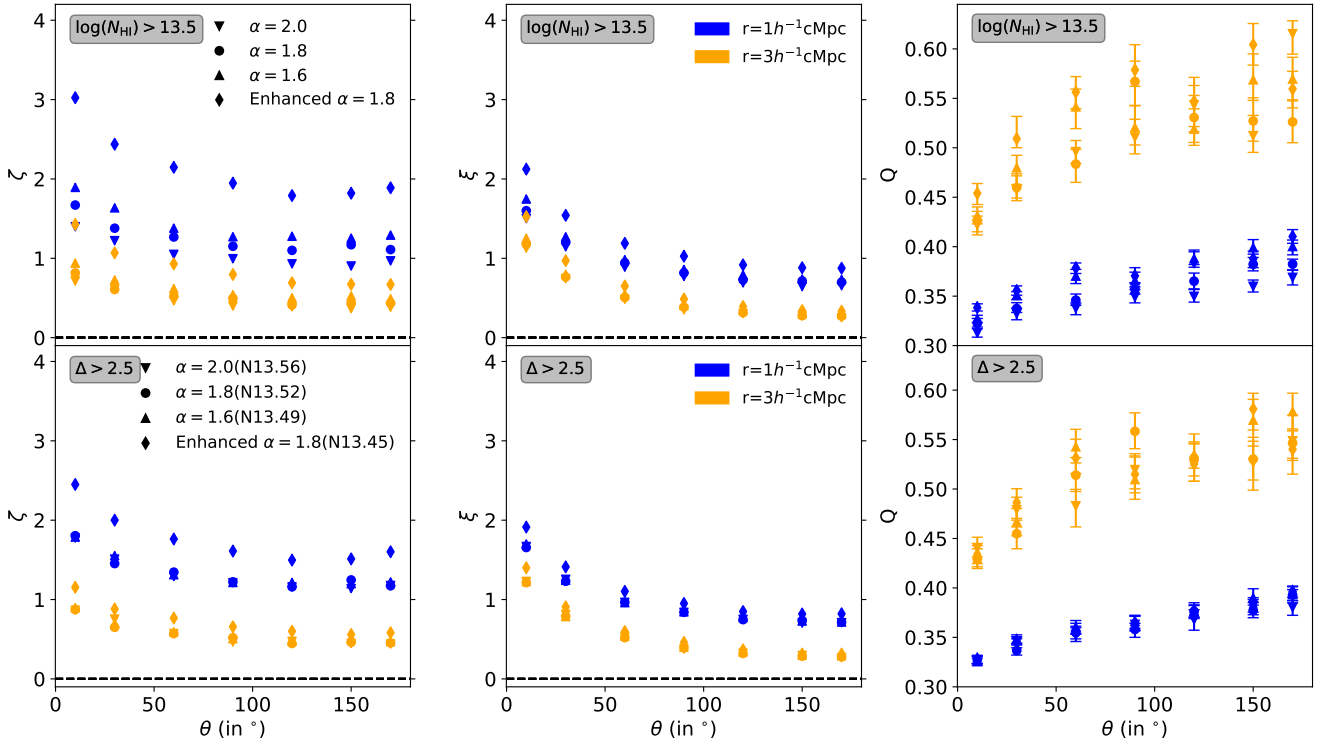 log(N_HI) > 13.5
α = 2.0
α = 1.8
α = 1.6
Enhanced α = 1.8
4
3
2
1
0
ζ
log(N_HI) > 13.5
r=1h⁻¹cMpc
r=3h⁻¹cMpc
4
3
2
1
0
ξ
log(N_HI) > 13.5
0.60
0.55
0.50
0.45
0.40
0.35
0.30
Q
Δ > 2.5
α = 2.0(N13.56)
α = 1.8(N13.52)
α = 1.6(N13.49)
Enhanced α = 1.8(N13.45)
4
3
2
1
0
ζ
0 50 100 150
θ (in °)
Δ > 2.5
r=1h⁻¹cMpc
r=3h⁻¹cMpc
4
3
2
1
0
ξ
0 50 100 150
θ (in °)
Δ > 2.5
0.60
0.55
0.50
0.45
0.40
0.35
0.30
Q
0 50 100 150
θ (in °)